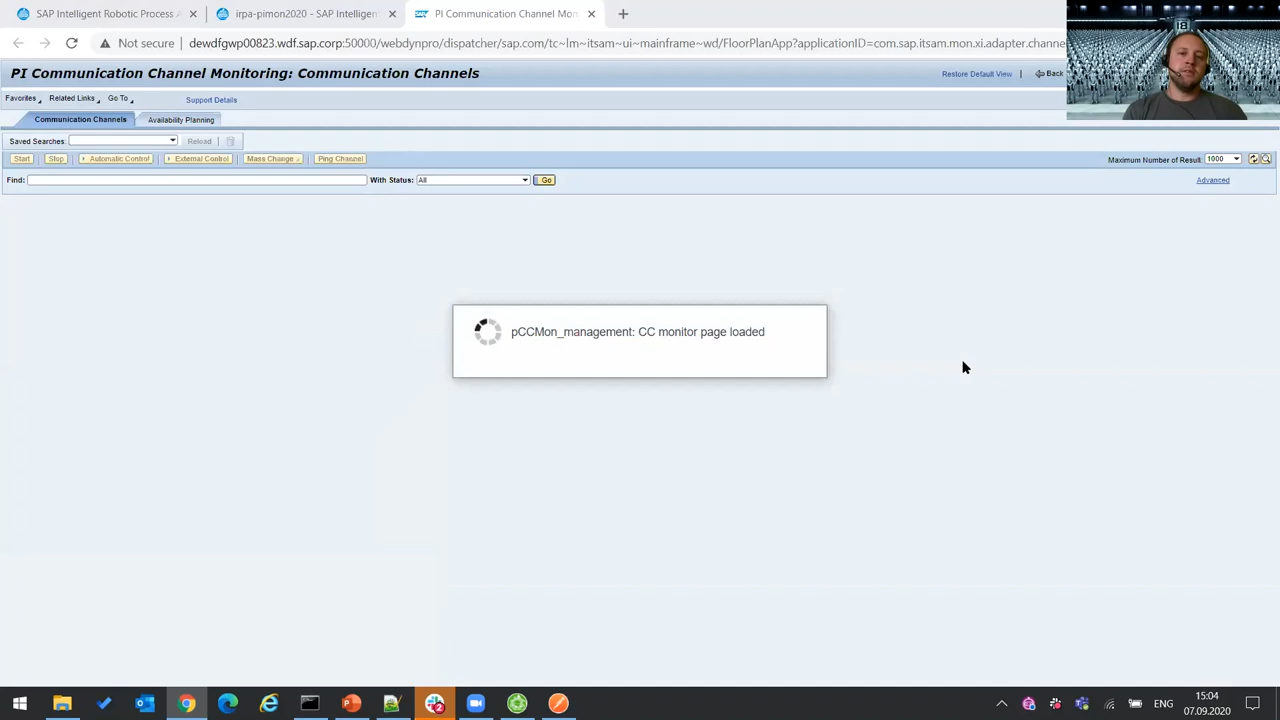 SAP Intelligent Robotic Process A
irpa-pimon2020 - SAP Intelligen
PI Communication Channel Mon
Not secure
dewdfgwp00823.wdf.sap.corp:50000/webdynpro/dispatcher/sap.com/tc~lm~itsam~ui~mainframe~wd/FloorPlanApp?applicationID=com.sap.itsam.mon.xi.adapter.channe
PI Communication Channel Monitoring: Communication Channels
Restore Default View | Back
Favorites Related Links Go To Support Details
Communication Channels Availability Planning
Saved Searches: Reload
Start Stop Automatic Control External Control Mass Change Ping Channel Maximum Number of Result: 1000
Find: With Status: All Go Advanced
pCCMon_management: CC monitor page loaded
ENG
15:04
07.09.2020